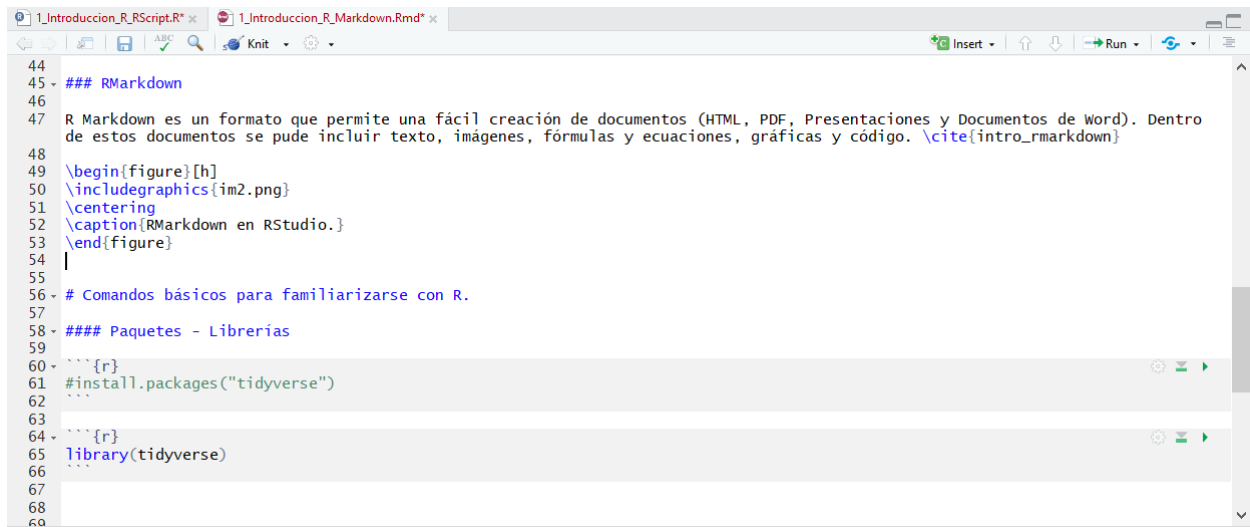 1_Introduccion_R_RScript.R* 1_Introduccion_R_Markdown.Rmd*
ABC Knit Insert Run
44
45 ### RMarkdown
46
47 R Markdown es un formato que permite una fácil creación de documentos (HTML, PDF, Presentaciones y Documentos de Word). Dentro
de estos documentos se pude incluir texto, imágenes, fórmulas y ecuaciones, gráficas y código. \cite{intro_rmarkdown}
48
49 \begin{figure}[h]
50 \includegraphics{im2.png}
51 \centering
52 \caption{RMarkdown en RStudio.}
53 \end{figure}
54
55
56 # Comandos básicos para familiarizarse con R.
57
58 #### Paquetes - Librerías
59
60 ```{r}
61 #install.packages("tidyverse")
62 ```
63
64 ```{r}
65 library(tidyverse)
66 ```
67
68
69